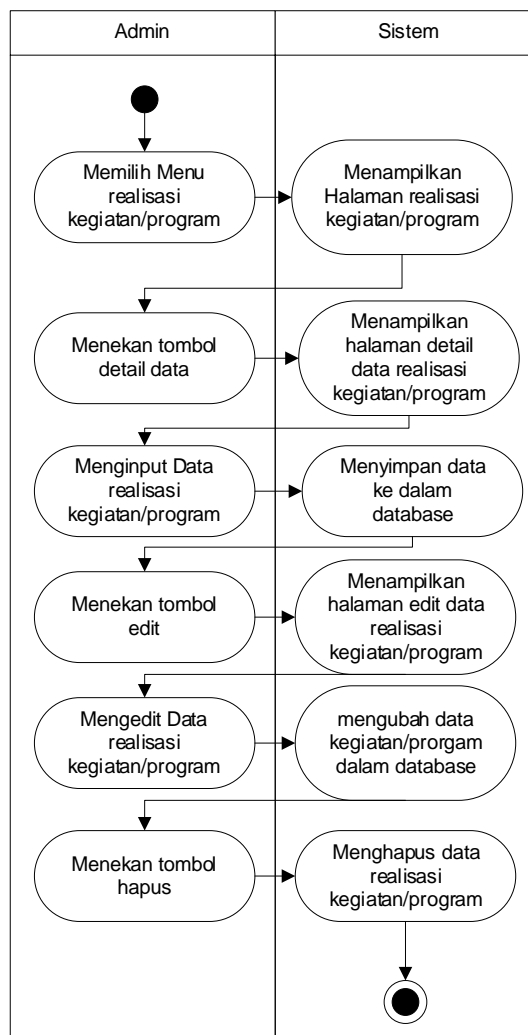 Admin
Sistem
Memilih Menu
realisasi
kegiatan/program
Menampilkan
Halaman realisasi
kegiatan/program
Menekan tombol
detail data
Menampilkan
halaman detail
data realisasi
kegiatan/program
Menginput Data
realisasi
kegiatan/program
Menyimpan data
ke dalam
database
Menekan tombol
edit
Menampilkan
halaman edit data
realisasi
kegiatan/program
Mengedit Data
realisasi
kegiatan/program
mengubah data
kegiatan/prorgam
dalam database
Menekan tombol
hapus
Menghapus data
realisasi
kegiatan/program